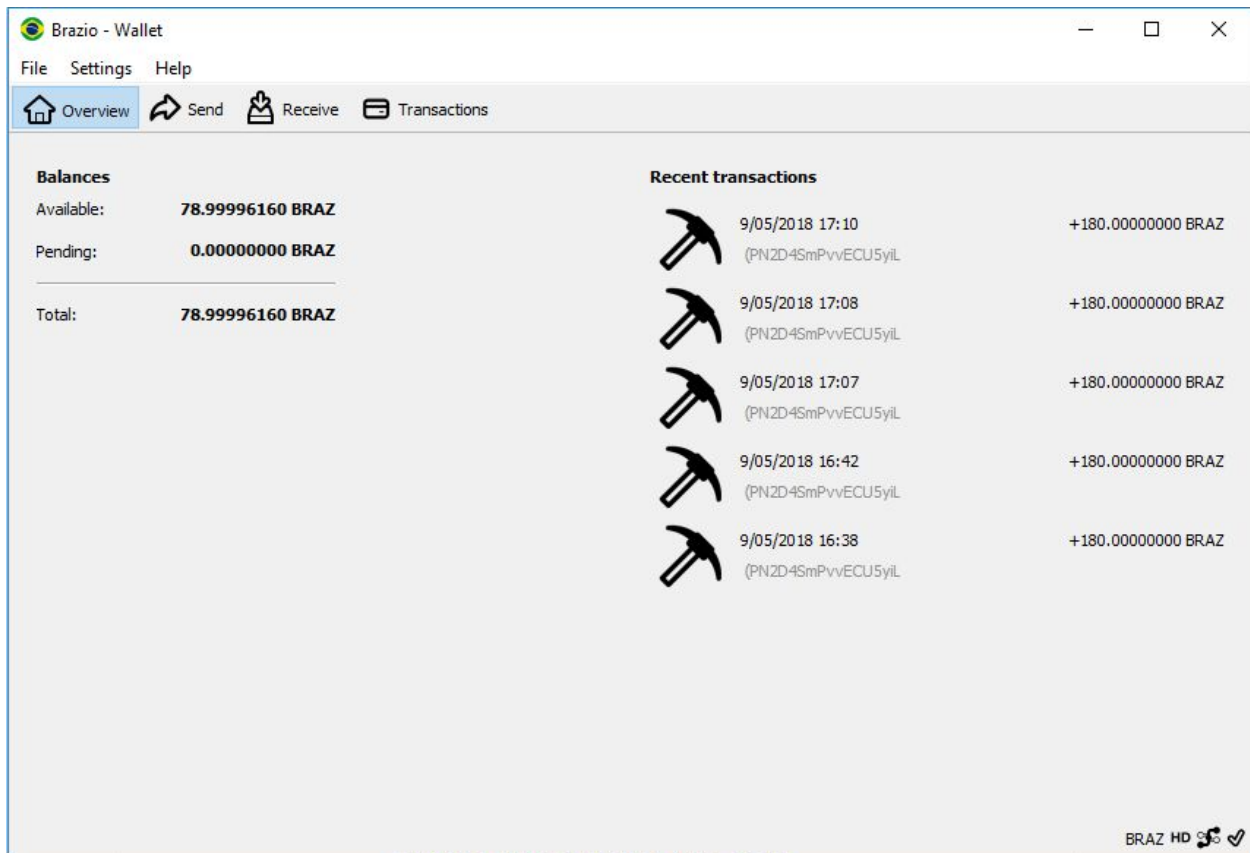 Brazio - Wallet
File Settings Help
Overview Send Receive Transactions
Balances
Available: 78.99996160 BRAZ
Pending: 0.00000000 BRAZ
Total: 78.99996160 BRAZ
Recent transactions
9/05/2018 17:10 +180.00000000 BRAZ
(PN2D4SmPvvECU5yiL
9/05/2018 17:08 +180.00000000 BRAZ
(PN2D4SmPvvECU5yiL
9/05/2018 17:07 +180.00000000 BRAZ
(PN2D4SmPvvECU5yiL
9/05/2018 16:42 +180.00000000 BRAZ
(PN2D4SmPvvECU5yiL
9/05/2018 16:38 +180.00000000 BRAZ
(PN2D4SmPvvECU5yiL
BRAZ HD